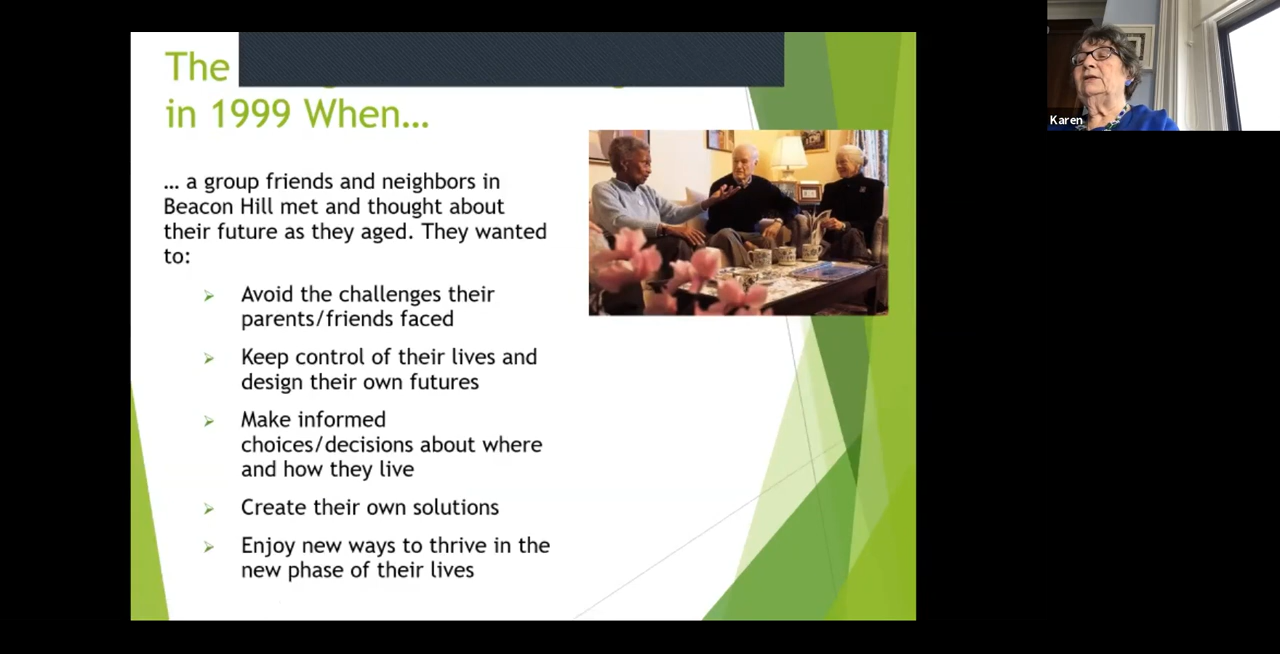 The
in 1999 When…
… a group friends and neighbors in
Beacon Hill met and thought about
their future as they aged. They wanted
to:
Avoid the challenges their
parents/friends faced
Keep control of their lives and
design their own futures
Make informed
choices/decisions about where
and how they live
Create their own solutions
Enjoy new ways to thrive in the
new phase of their lives
Karen